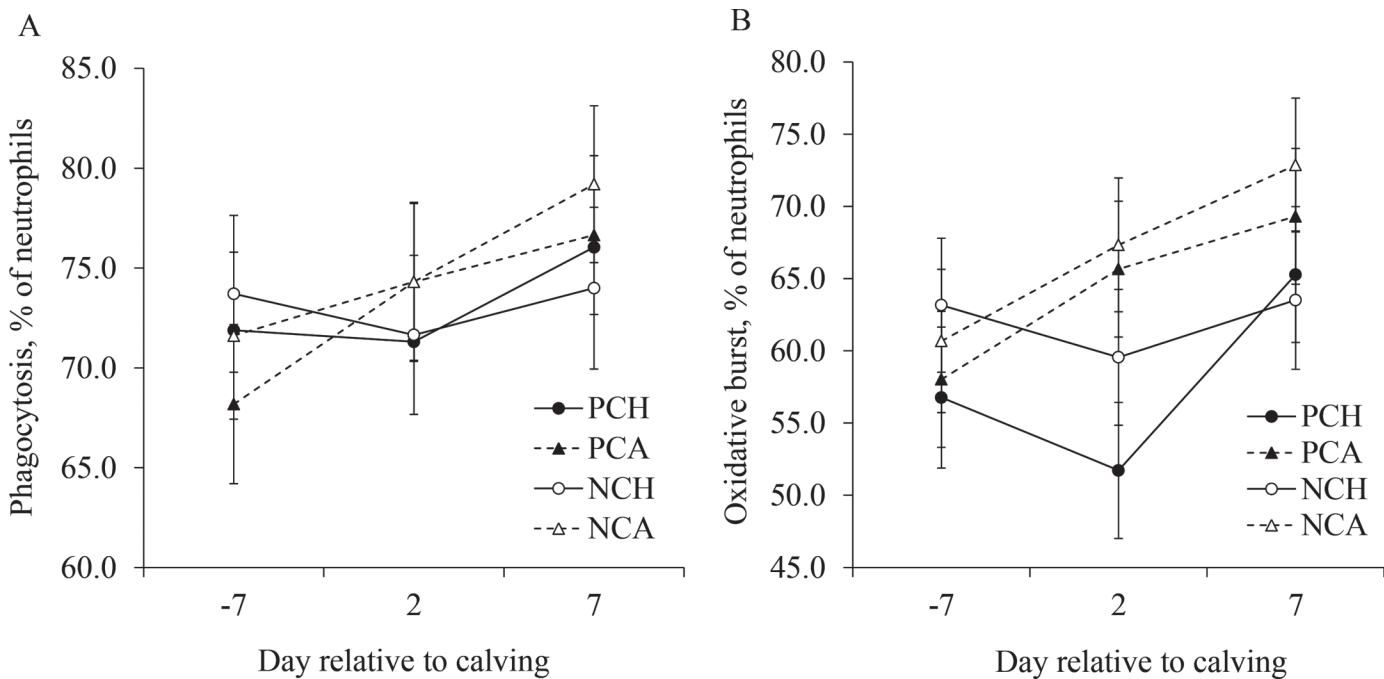 A
Phagocytosis, % of neutrophils
85.0
80.0
75.0
70.0
65.0
60.0
-7
2
7
Day relative to calving
PCH
PCA
NCH
NCA
B
Oxidative burst, % of neutrophils
80.0
75.0
70.0
65.0
60.0
55.0
50.0
45.0
-7
2
7
Day relative to calving
PCH
PCA
NCH
NCA